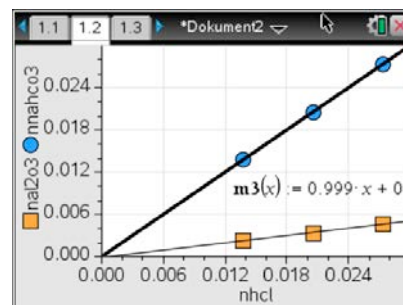 1.1 1.2 1.3 *Dokument2
nnahco3
nal2o3
0.024
0.018
0.012
0.006
0.000
m3(x):=0.999·x+0
0.000 0.006 0.012 0.018 0.024
nhcl